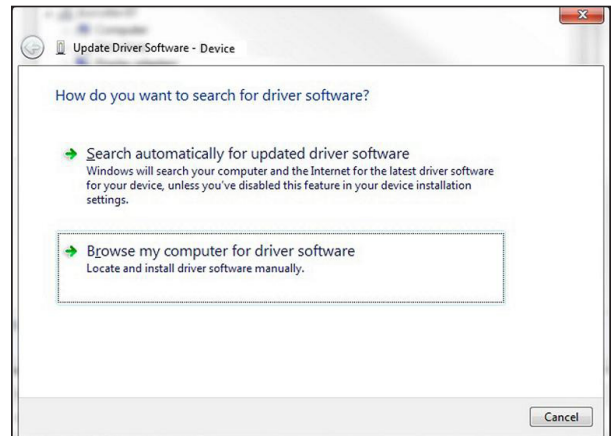 Computer
Update Driver Software - Device
How do you want to search for driver software?
Search automatically for updated driver software
Windows will search your computer and the Internet for the latest driver software
for your device, unless you've disabled this feature in your device installation
settings.
Browse my computer for driver software
Locate and install driver software manually.
Cancel